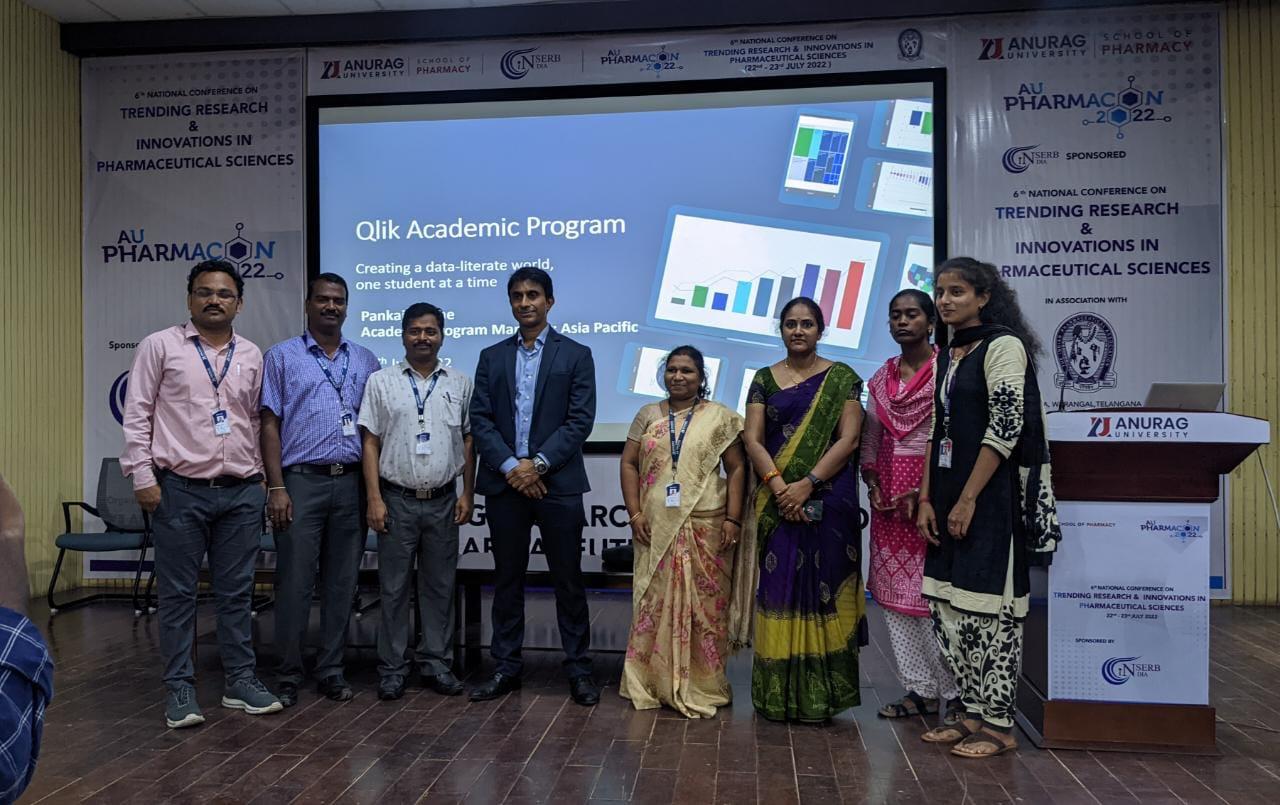 6th NATIONAL CONFERENCE ON
TRENDING RESEARCH
&
INNOVATIONS IN
PHARMACEUTICAL SCIENCES
AU
PHARMACON
2022
ANURAG
UNIVERSITY
SCHOOL OF
PHARMACY
SERB
INDIA
AU
PHARMACON
2022
6th NATIONAL CONFERENCE ON
TRENDING RESEARCH & INNOVATIONS IN
PHARMACEUTICAL SCIENCES
(22nd - 23rd JULY 2022 )
Qlik Academic Program
Creating a data-literate world,
one student at a time
Asia Pacific
ANURAG
UNIVERSITY
SCHOOL OF
PHARMACY
AU
PHARMACON
2022
SERB
INDIA
SPONSORED
6th NATIONAL CONFERENCE ON
TRENDING RESEARCH
&
INNOVATIONS IN
SCIENCES
IN ASSOCIATION WITH
WARANGAL, TELANGANA
ANURAG
UNIVERSITY
SCHOOL OF PHARMACY
AU
PHARMACON
2022
6th NATIONAL CONFERENCE ON
TRENDING RESEARCH & INNOVATIONS IN
PHARMACEUTICAL SCIENCES
22nd - 23rd JULY 2022
SPONSORED BY
SERB
INDIA